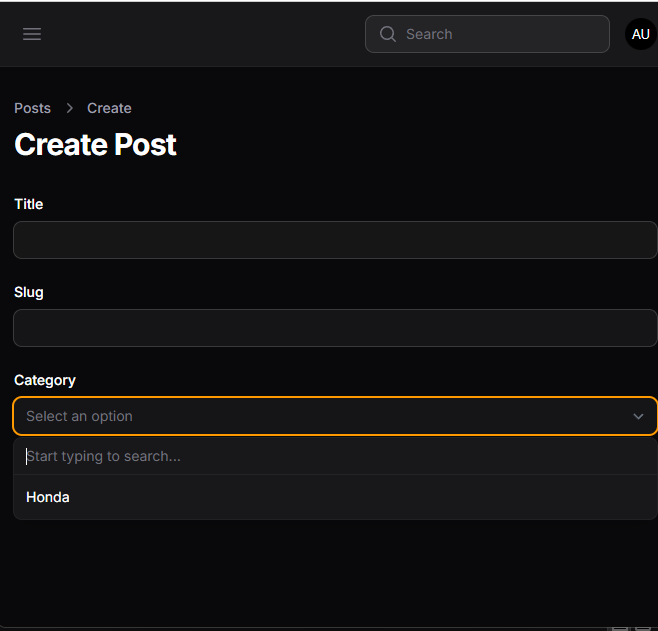 Search
AU
Posts
Create
Create Post
Title
Slug
Category
Select an option
Start typing to search...
Honda